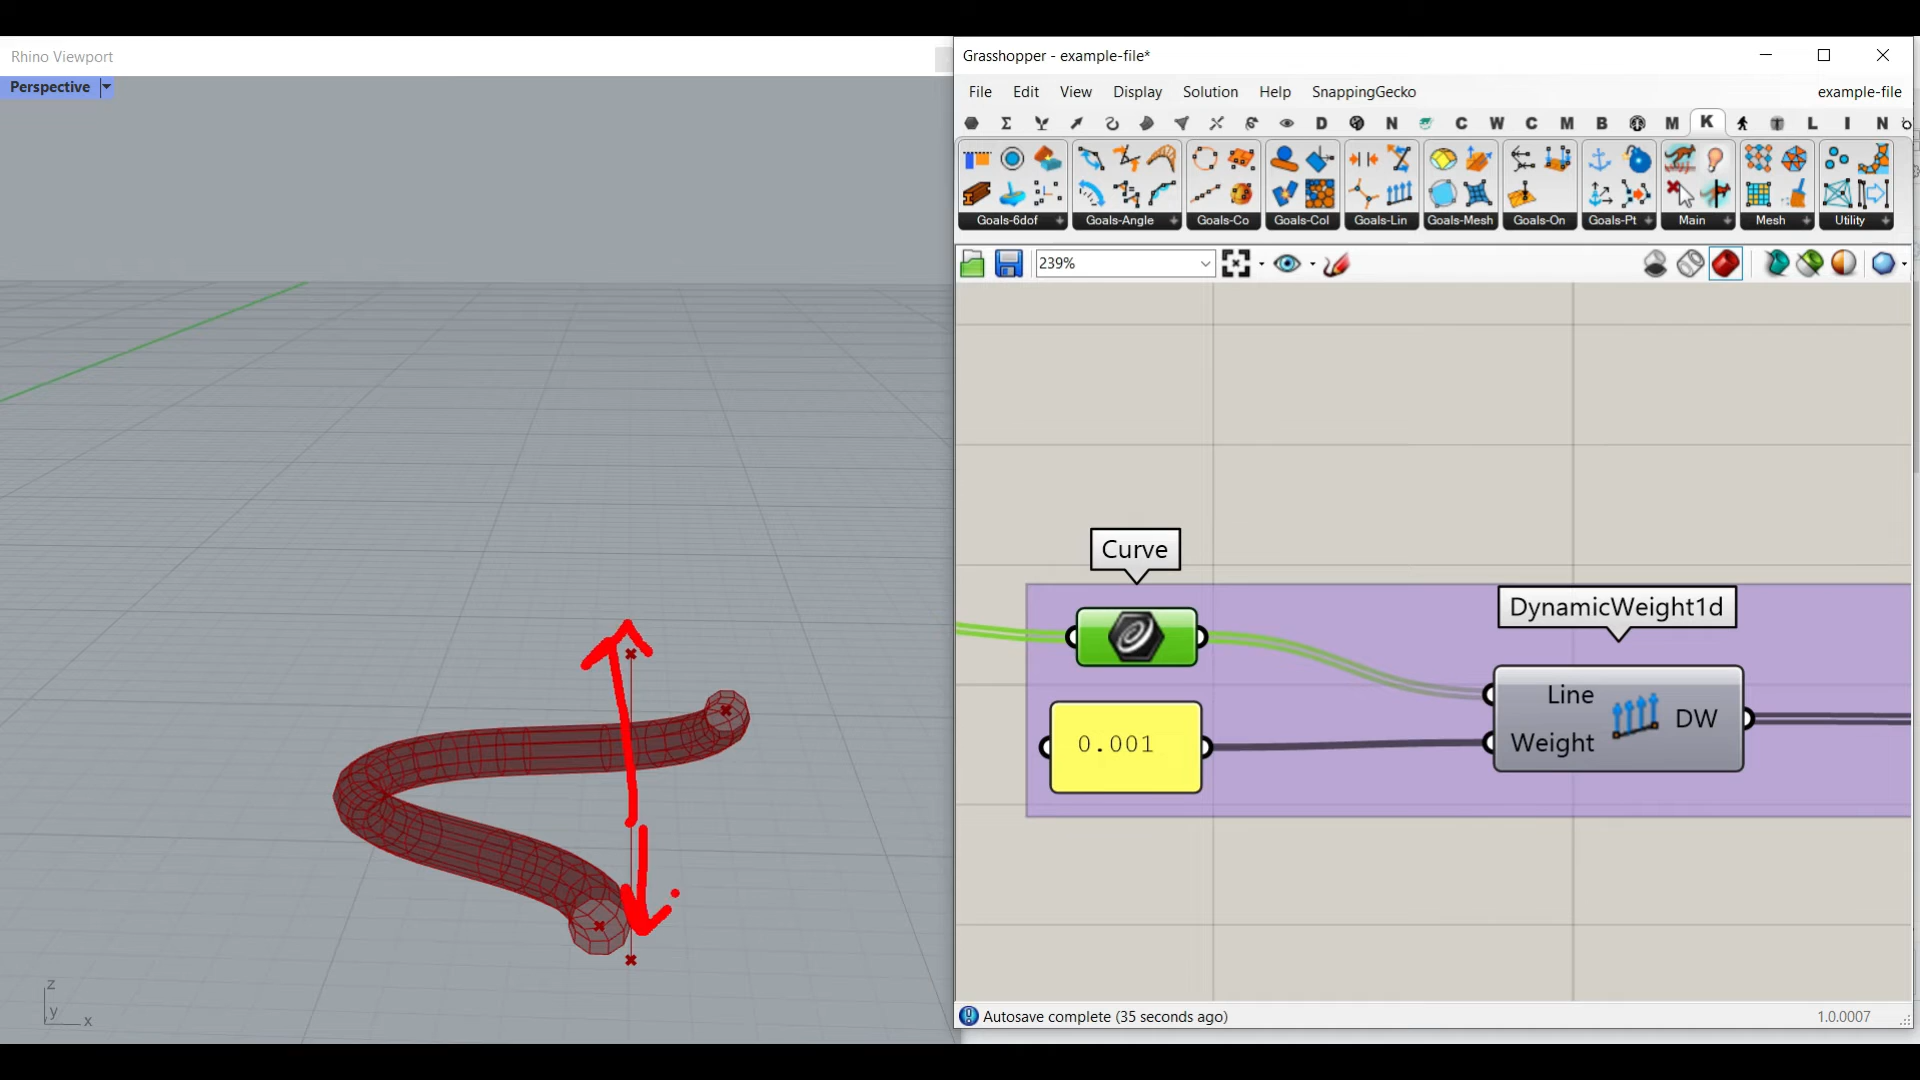 Rhino Viewport
Perspective
z
y
x
Grasshopper - example-file*
File Edit View Display Solution Help SnappingGecko example-file
D N C W C M B M K L I N
Goals-6dof Goals-Angle Goals-Co Goals-Col Goals-Lin Goals-Mesh Goals-On Goals-Pt Main Mesh Utility
239%
Curve
DynamicWeight1d
Line
DW
Weight
0.001
Autosave complete (35 seconds ago) 1.0.0007